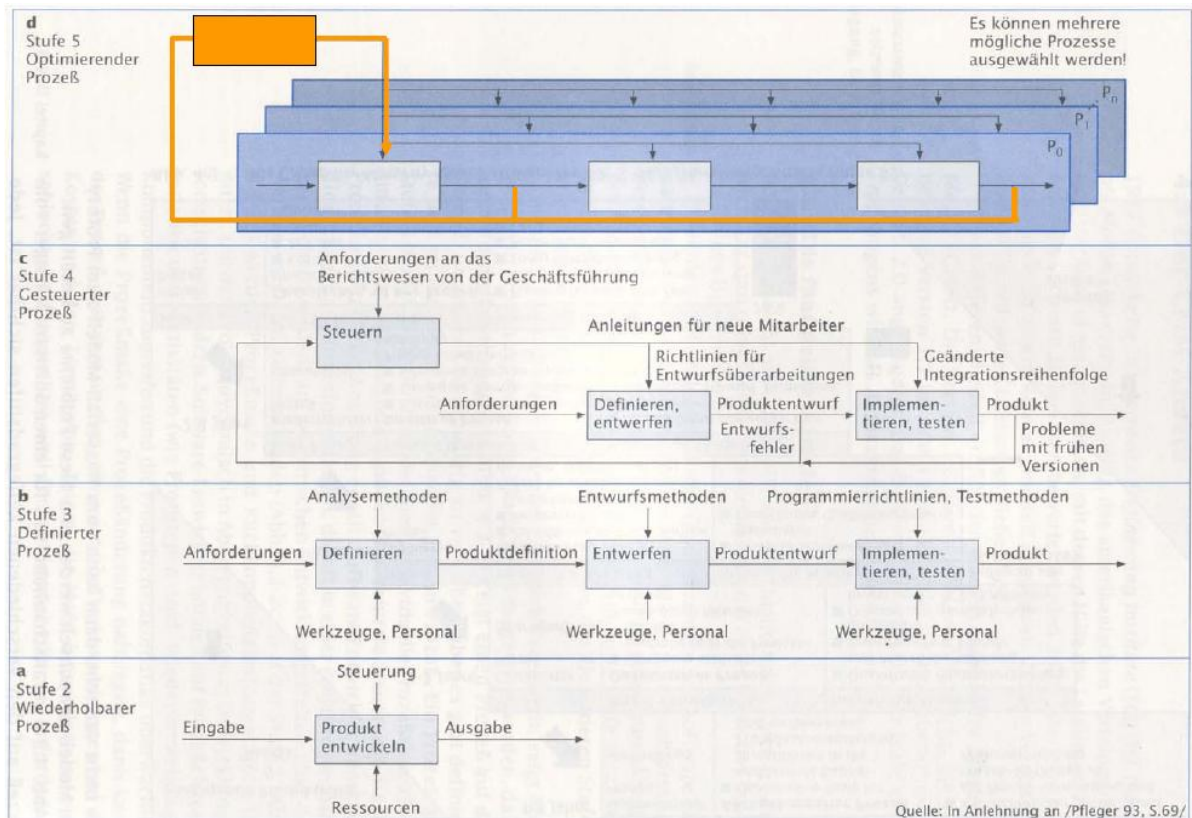 d
Stufe 5
Optimierender
Prozeß
Es können mehrere
mögliche Prozesse
ausgewählt werden!
Pn
P1
P0
c
Stufe 4
Gesteuerter
Prozeß
Anforderungen an das
Berichtswesen von der Geschäftsführung
Steuern
Anleitungen für neue Mitarbeiter
Richtlinien für
Entwurfsüberarbeitungen
Geänderte
Integrationsreihenfolge
Anforderungen
Definieren,
entwerfen
Produktentwurf
Entwurfs-
fehler
Implemen-
tieren, testen
Produkt
Probleme
mit frühen
Versionen
b
Stufe 3
Definierter
Prozeß
Analysemethoden
Entwurfsmethoden
Programmierrichtlinien, Testmethoden
Anforderungen
Definieren
Produktdefinition
Entwerfen
Produktentwurf
Implemen-
tieren, testen
Produkt
Werkzeuge, Personal
Werkzeuge, Personal
Werkzeuge, Personal
a
Stufe 2
Wiederholbarer
Prozeß
Steuerung
Eingabe
Produkt
entwickeln
Ausgabe
Ressourcen
Quelle: In Anlehnung an /Pfleger 93, S.69/